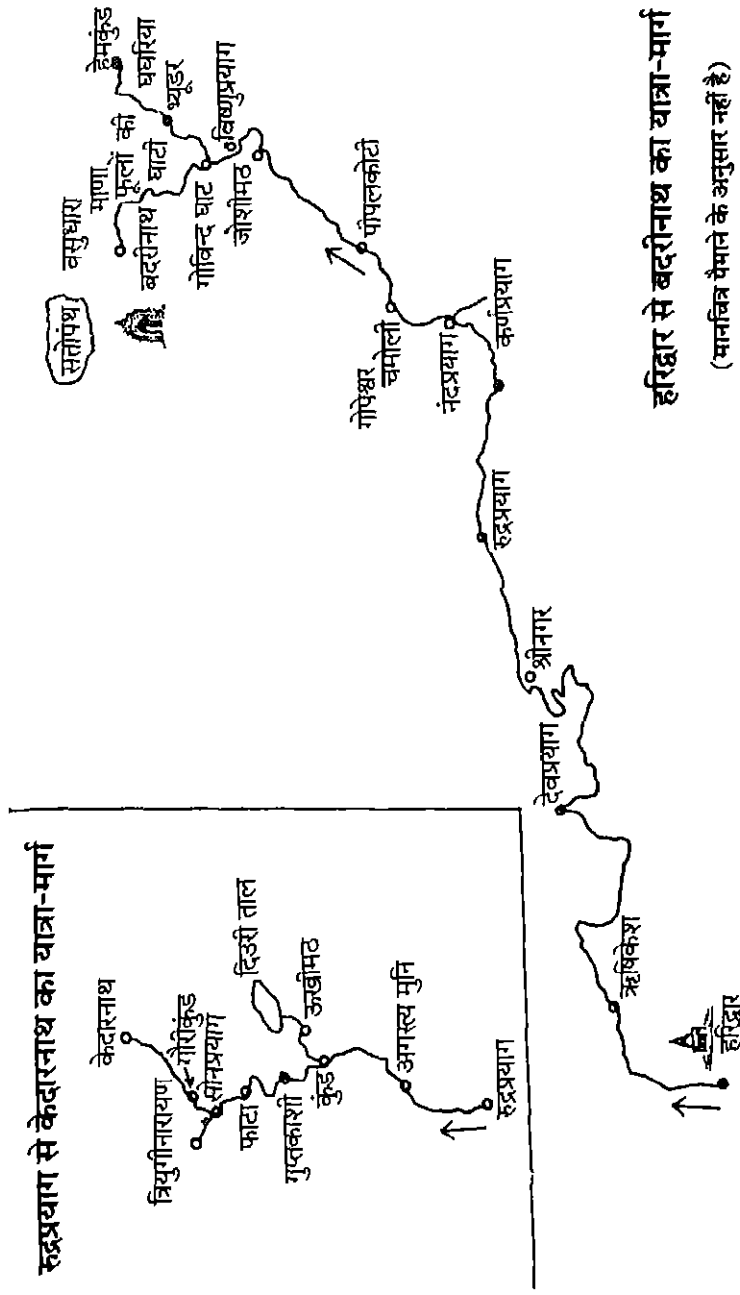 रुद्रप्रयाग से केदारनाथ का यात्रा-मार्ग
केदारनाथ
त्रियुगीनारायण
गौरीकुंड
सोनप्रयाग
फाटा
गुप्तकाशी
कुंड
दिउरी ताल
ऊखीमठ
अगस्त्य मुनि
रुद्रप्रयाग
सतोपंथ
वसुधारा
माणा
फूलों की
घाटी
हेमकुंड
घंघरिया
भ्यूडर
बदरीनाथ
गोविन्द घाट
विष्णुप्रयाग
जोशीमठ
पीपलकोटी
गोपेश्वर
चमोली
नंदप्रयाग
कर्णप्रयाग
रुद्रप्रयाग
श्रीनगर
देवप्रयाग
ऋषिकेश
हरिद्वार
हरिद्वार से बदरीनाथ का यात्रा-मार्ग
(मानचित्र पैमाने के अनुसार नहीं है)